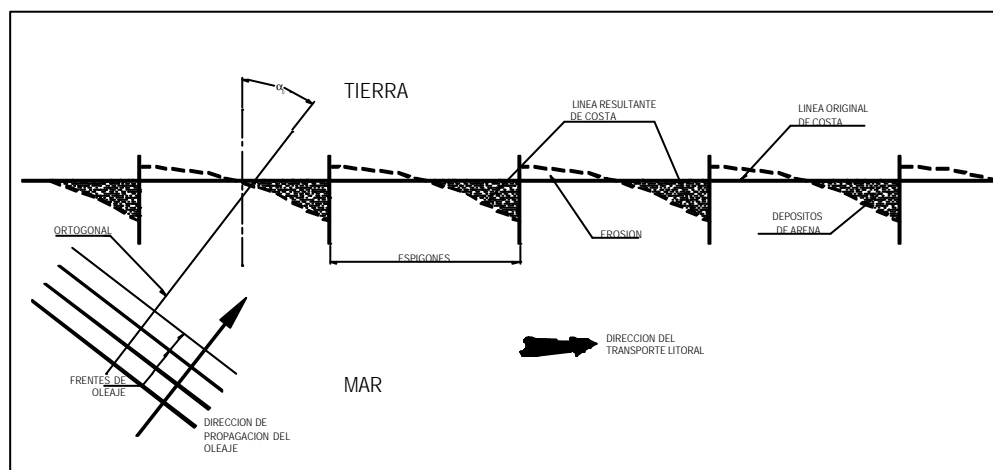 α₀
TIERRA
LINEA RESULTANTE
DE COSTA
LINEA ORIGINAL
DE COSTA
ORTOGONAL
ESPIGONES
EROSION
DEPOSITOS
DE ARENA
DIRECCION DEL
TRANSPORTE LITORAL
FRENTES DE
OLEAJE
MAR
DIRECCION DE
PROPAGACION DEL
OLEAJE